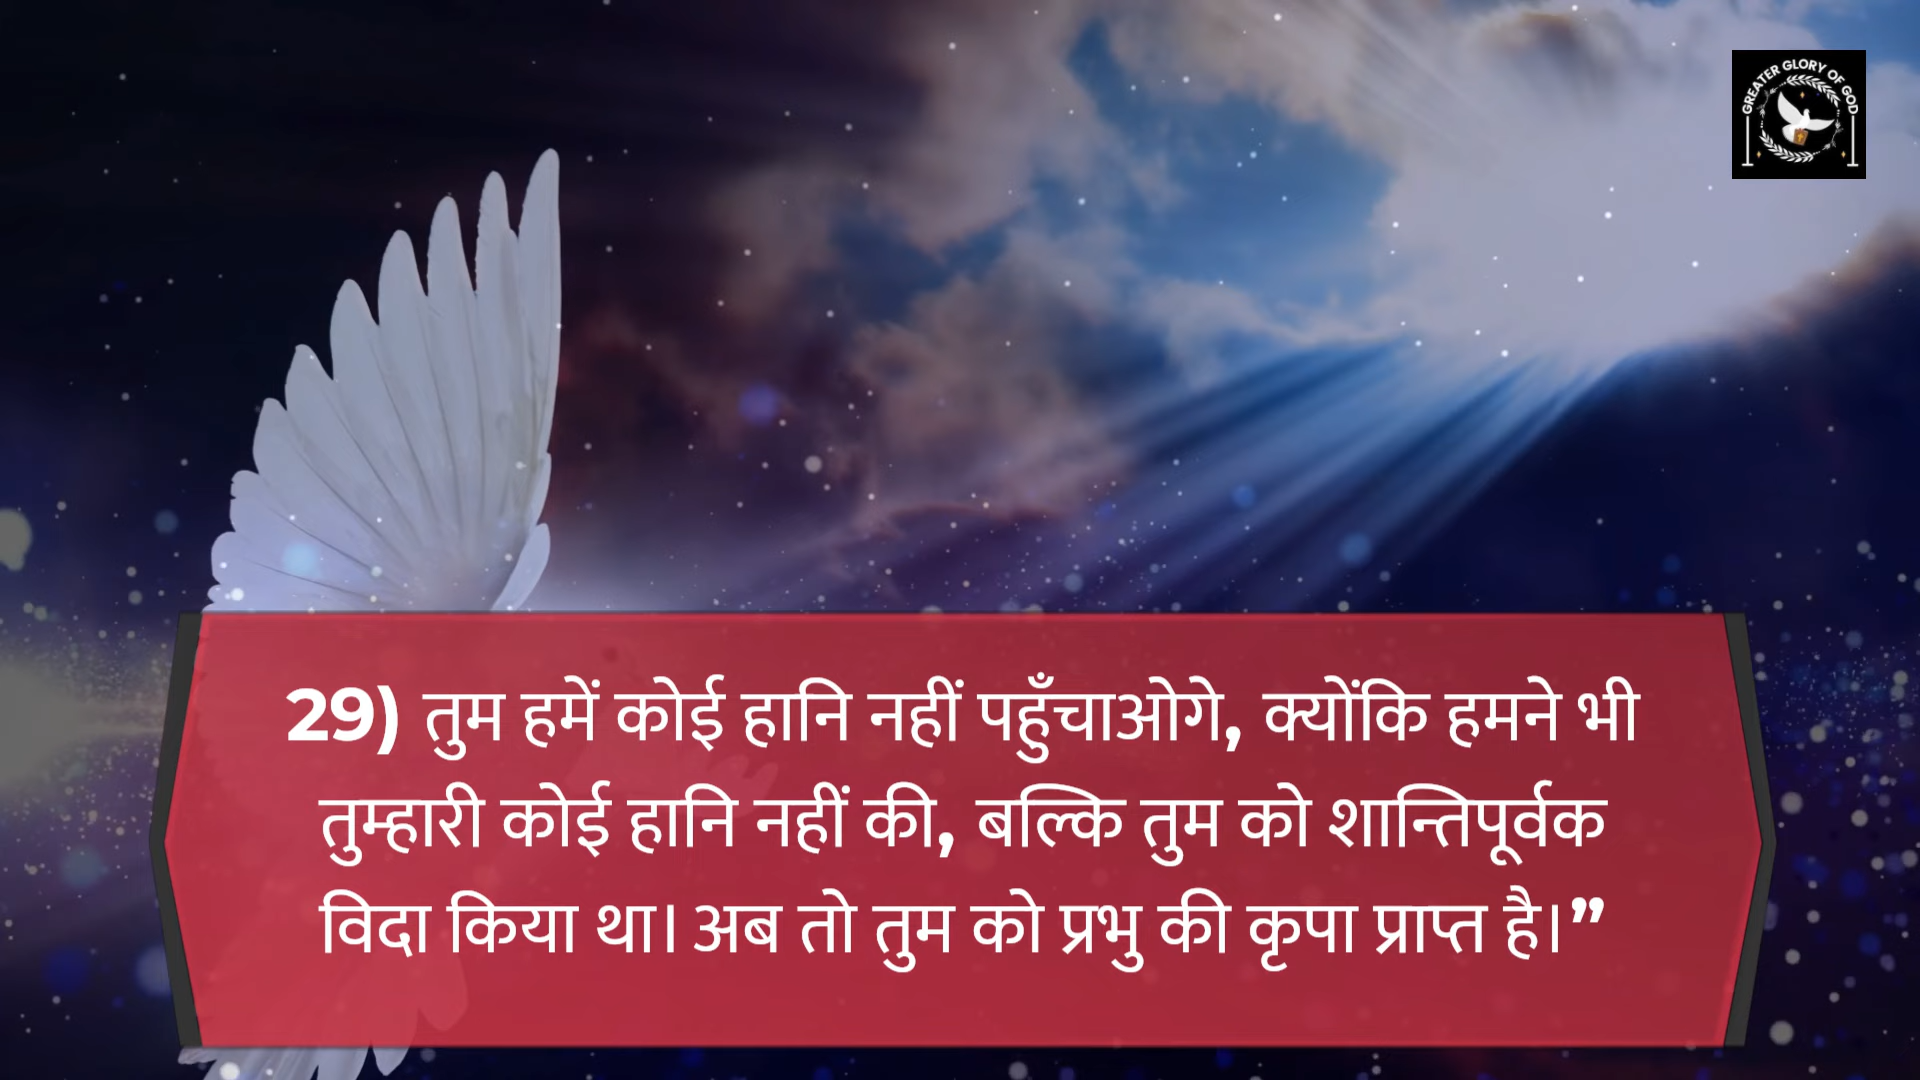 GREATER GLORY OF GOD
29) तुम हमें कोई हानि नहीं पहुँचाओगे, क्योंकि हमने भी
तुम्हारी कोई हानि नहीं की, बल्कि तुम को शान्तिपूर्वक
विदा किया था। अब तो तुम को प्रभु की कृपा प्राप्त है।”